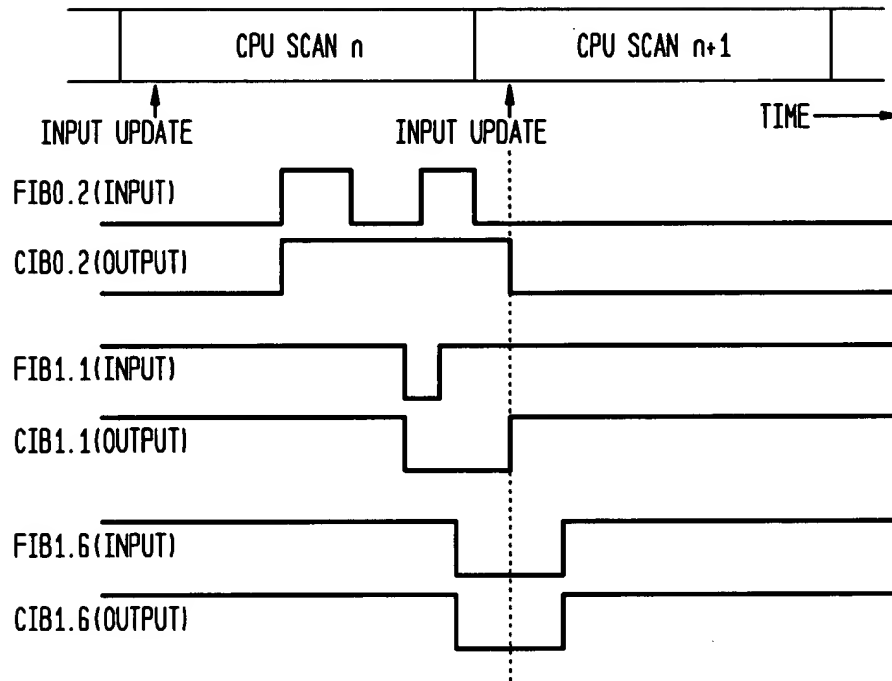 CPU SCAN n
CPU SCAN n+1
INPUT UPDATE
INPUT UPDATE
TIME
FIB0.2(INPUT)
CIB0.2(OUTPUT)
FIB1.1(INPUT)
CIB1.1(OUTPUT)
FIB1.6(INPUT)
CIB1.6(OUTPUT)